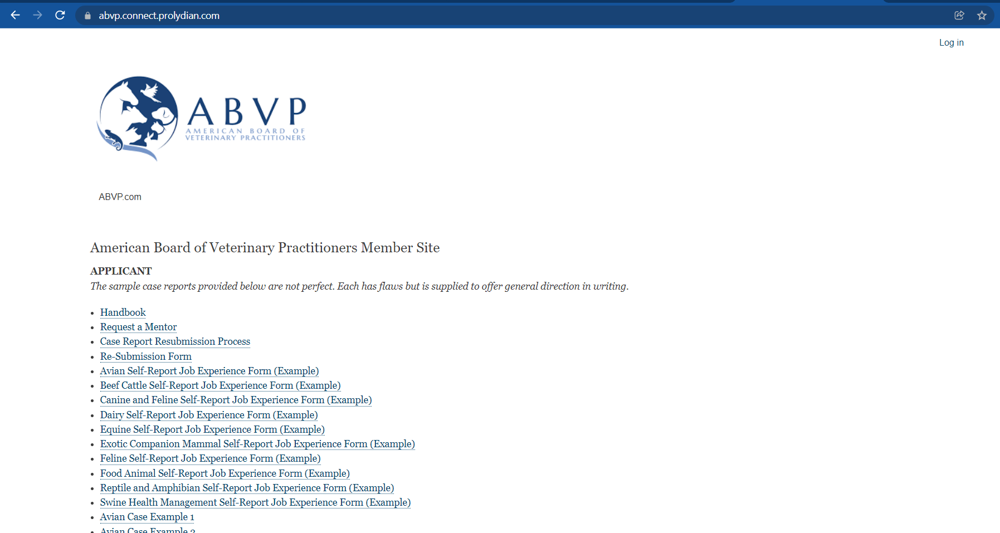 abvp.connect.prolydian.com
Log in
ABVP
AMERICAN BOARD OF
VETERINARY PRACTITIONERS
ABVP.com
American Board of Veterinary Practitioners Member Site
APPLICANT
The sample case reports provided below are not perfect. Each has flaws but is supplied to offer general direction in writing.
• Handbook
• Request a Mentor
• Case Report Resubmission Process
• Re-Submission Form
• Avian Self-Report Job Experience Form (Example)
• Beef Cattle Self-Report Job Experience Form (Example)
• Canine and Feline Self-Report Job Experience Form (Example)
• Dairy Self-Report Job Experience Form (Example)
• Equine Self-Report Job Experience Form (Example)
• Exotic Companion Mammal Self-Report Job Experience Form (Example)
• Feline Self-Report Job Experience Form (Example)
• Food Animal Self-Report Job Experience Form (Example)
• Reptile and Amphibian Self-Report Job Experience Form (Example)
• Swine Health Management Self-Report Job Experience Form (Example)
• Avian Case Example 1
• Avian Case Example